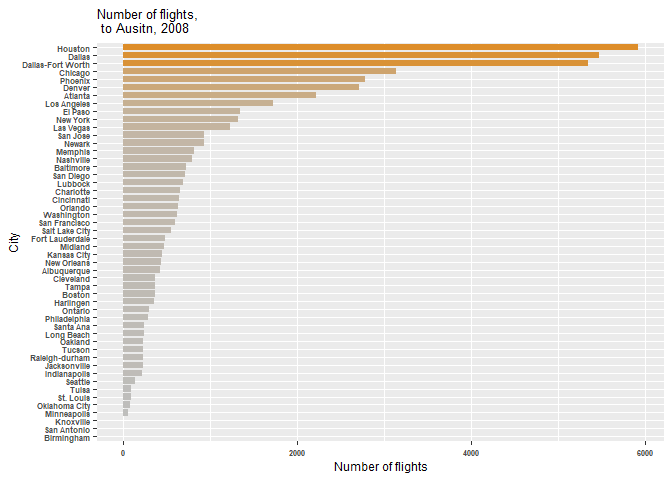 Number of flights,
to Ausitn, 2008
Houston
Dallas
Dallas-Fort Worth
Chicago
Phoenix
Denver
Atlanta
Los Angeles
El Paso
New York
Las Vegas
San Jose
Newark
Memphis
Nashville
Baltimore
San Diego
Lubbock
Charlotte
Cincinnati
Orlando
Washington
San Francisco
Salt Lake City
Fort Lauderdale
Midland
Kansas City
New Orleans
Albuquerque
Cleveland
Tampa
Boston
Harlingen
Ontario
Philadelphia
Santa Ana
Long Beach
Oakland
Tucson
Raleigh-durham
Jacksonville
Indianapolis
Seattle
Tulsa
St. Louis
Oklahoma City
Minneapolis
Knoxville
San Antonio
Birmingham
City
0 2000 4000 6000
Number of flights